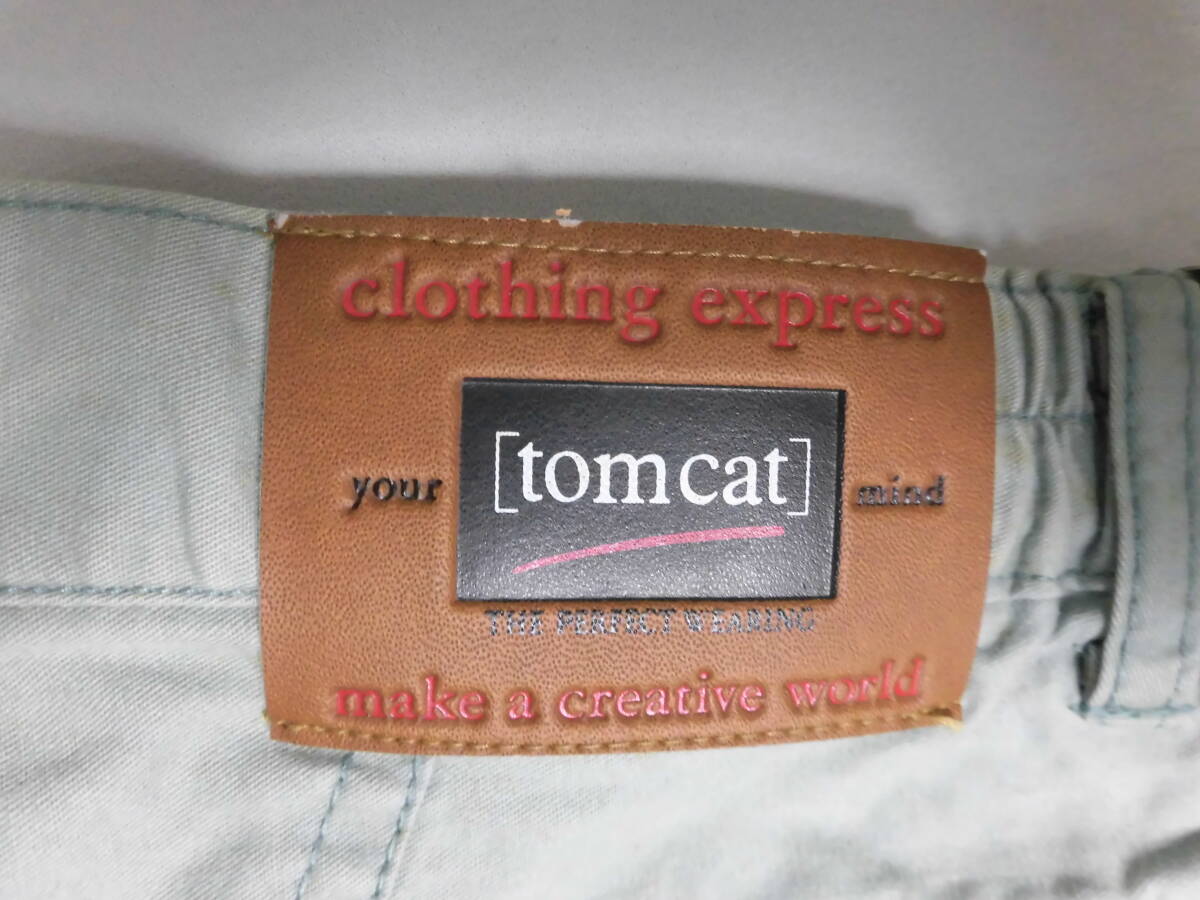 clothing express
your [tomcat] mind
THE PERFECT WEARING
make a creative world